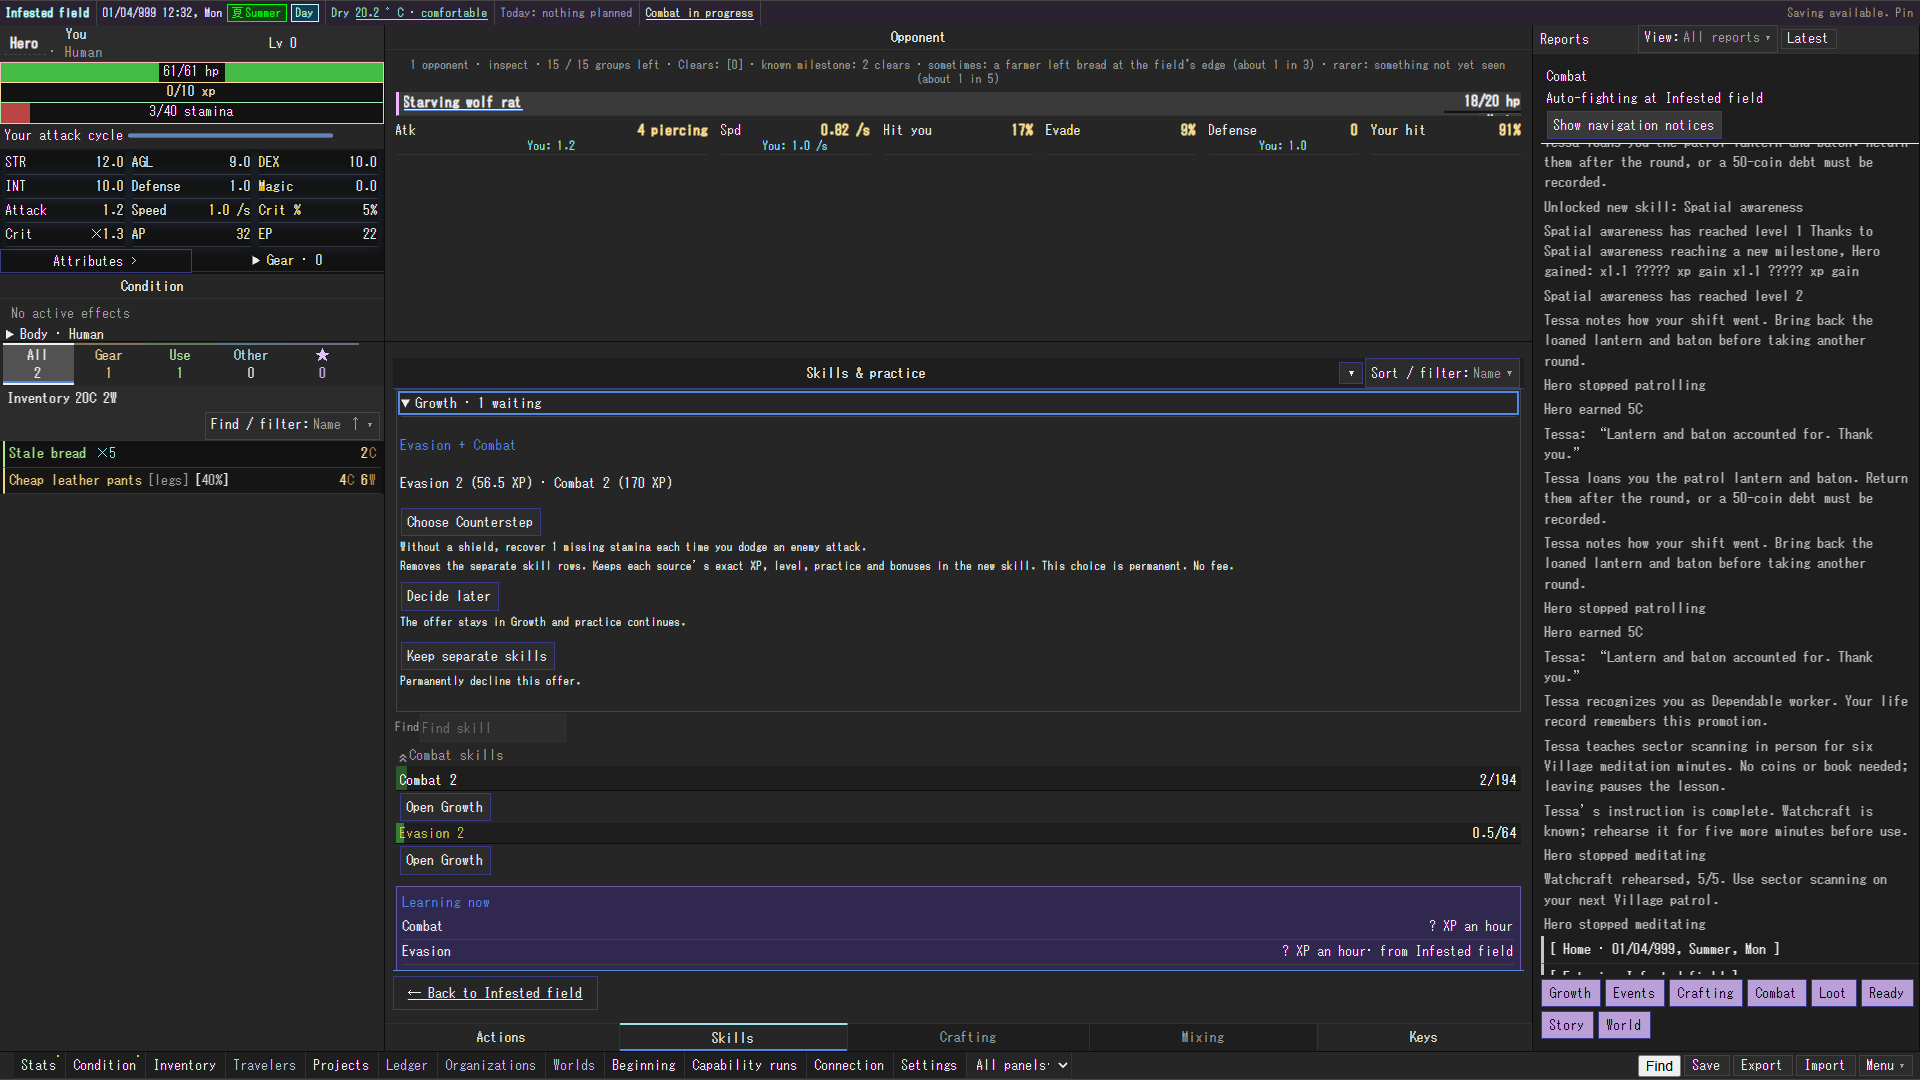 Infested field 01/04/999 12:32, Mon 夏Summer Day Dry 20.2 ° C · comfortable Today: nothing planned Combat in progress Saving available. Pin
Hero · You Human Lv 0
61/61 hp
0/10 xp
3/40 stamina
Your attack cycle
STR 12.0 AGL 9.0 DEX 10.0
INT 10.0 Defense 1.0 Magic 0.0
Attack 1.2 Speed 1.0 /s Crit % 5%
Crit ×1.3 AP 32 EP 22
Attributes > ▶ Gear · 0
Condition
No active effects
▶ Body · Human
All Gear Use Other ★
2 1 1 0 0
Inventory 20C 2W
Find / filter: Name ↑ ▾
Stale bread ×5 2C
Cheap leather pants [legs] [40%] 4C 6W
Opponent
1 opponent · inspect · 15 / 15 groups left · Clears: [0] · known milestone: 2 clears · sometimes: a farmer left bread at the field's edge (about 1 in 3) · rarer: something not yet seen
(about 1 in 5)
Starving wolf rat 18/20 hp
Atk 4 piercing Spd 0.82 /s Hit you 17% Evade 9% Defense 0 Your hit 91%
You: 1.2 You: 1.0 /s You: 1.0
Skills & practice ▾ Sort / filter: Name ▾
▼ Growth · 1 waiting
Evasion + Combat
Evasion 2 (56.5 XP) · Combat 2 (170 XP)
Choose Counterstep
Without a shield, recover 1 missing stamina each time you dodge an enemy attack.
Removes the separate skill rows. Keeps each source's exact XP, level, practice and bonuses in the new skill. This choice is permanent. No fee.
Decide later
The offer stays in Growth and practice continues.
Keep separate skills
Permanently decline this offer.
Find Find skill
Combat skills
Combat 2 2/194
Open Growth
Evasion 2 0.5/64
Open Growth
Learning now
Combat ? XP an hour
Evasion ? XP an hour· from Infested field
← Back to Infested field
Actions Skills Crafting Mixing Keys
Reports View: All reports ▾ Latest
Combat
Auto-fighting at Infested field
Show navigation notices
Tessa loans you the patrol lantern and baton. Return
them after the round, or a 50-coin debt must be
recorded.
Unlocked new skill: Spatial awareness
Spatial awareness has reached level 1 Thanks to
Spatial awareness reaching a new milestone, Hero
gained: x1.1 ????? xp gain x1.1 ????? xp gain
Spatial awareness has reached level 2
Tessa notes how your shift went. Bring back the
loaned lantern and baton before taking another
round.
Hero stopped patrolling
Hero earned 5C
Tessa: “Lantern and baton accounted for. Thank
you.”
Tessa loans you the patrol lantern and baton. Return
them after the round, or a 50-coin debt must be
recorded.
Tessa notes how your shift went. Bring back the
loaned lantern and baton before taking another
round.
Hero stopped patrolling
Hero earned 5C
Tessa: “Lantern and baton accounted for. Thank
you.”
Tessa recognizes you as Dependable worker. Your life
record remembers this promotion.
Tessa teaches sector scanning in person for six
Village meditation minutes. No coins or book needed;
leaving pauses the lesson.
Tessa's instruction is complete. Watchcraft is
known; rehearse it for five more minutes before use.
Hero stopped meditating
Watchcraft rehearsed, 5/5. Use sector scanning on
your next Village patrol.
Hero stopped meditating
[ Home · 01/04/999, Summer, Mon ]
Growth Events Crafting Combat Loot Ready
Story World
Stats Condition Inventory Travelers Projects Ledger Organizations Worlds Beginning Capability runs Connection Settings All panels· Find Save Export Import Menu ▾